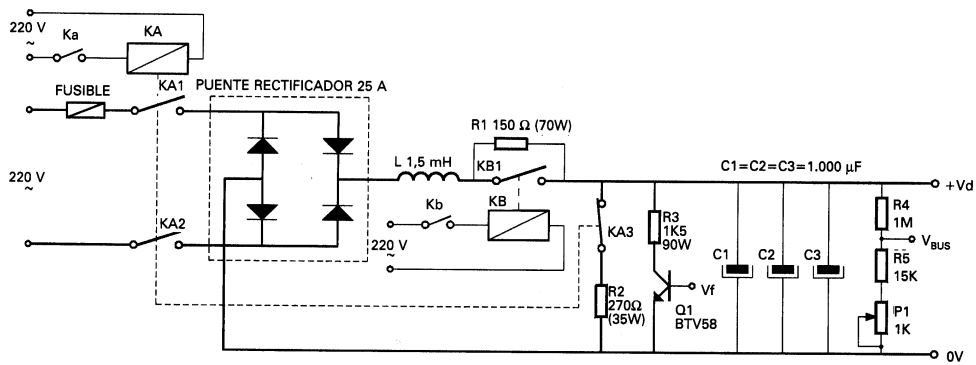 220 V
~
Ka
KA
FUSIBLE
KA1
PUENTE RECTIFICADOR 25 A
220 V
~
KA2
L 1,5 mH
R1 150 Ω (70W)
KB1
Kb
KB
220 V
~
KA3
R2
270Ω
(35W)
R3
1K5
90W
Vf
Q1
BTV58
C1=C2=C3=1.000 µF
C1
C2
C3
+Vd
R4
1M
VBUS
R5
15K
P1
1K
0V